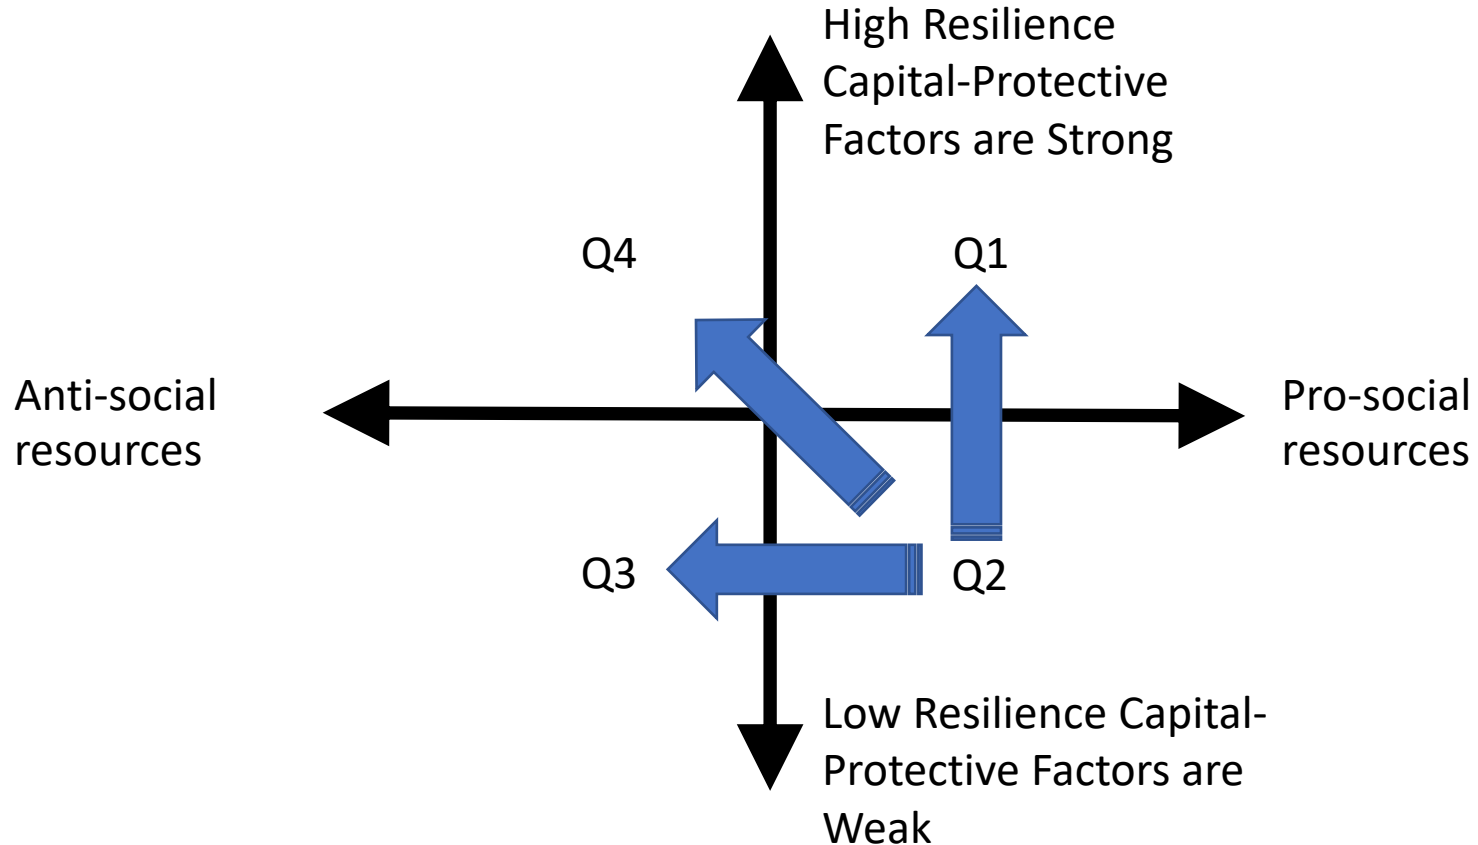 High Resilience
Capital-Protective
Factors are Strong
Q4
Q1
Anti-social
resources
Pro-social
resources
Q3
Q2
Low Resilience Capital-
Protective Factors are
Weak